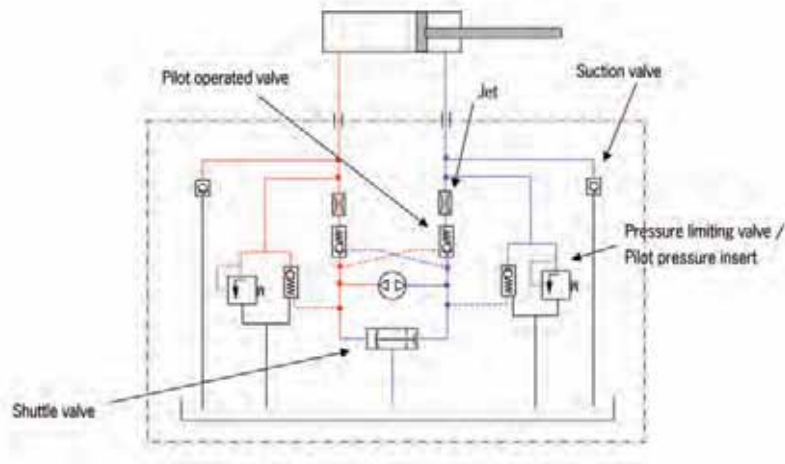 Pilot operated valve
Jet
Suction valve
Pressure limiting valve /
Pilot pressure insert
Shuttle valve